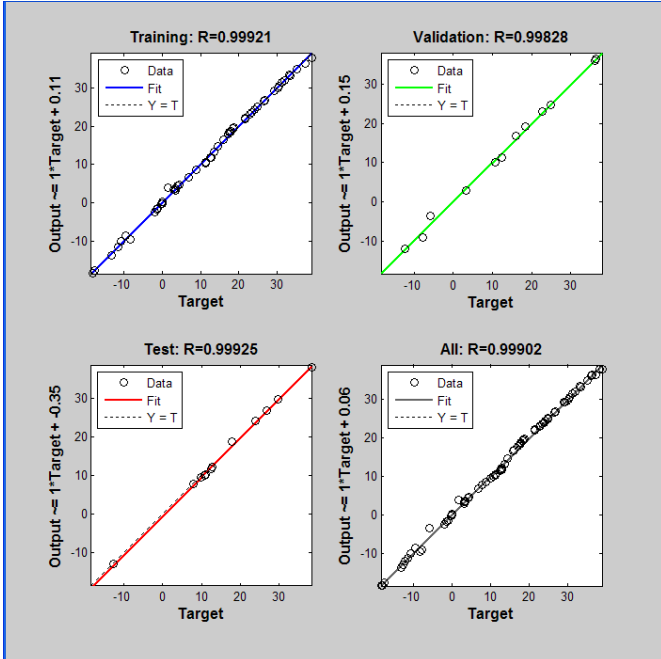 Training: R=0.99921
Output ~= 1*Target + 0.11
Data
Fit
Y = T
30
20
10
0
-10
-10
0
10
20
30
Target
Validation: R=0.99828
Output ~= 1*Target + 0.15
Data
Fit
Y = T
30
20
10
0
-10
-10
0
10
20
30
Target
Test: R=0.99925
Output ~= 1*Target + -0.35
Data
Fit
Y = T
30
20
10
0
-10
-10
0
10
20
30
Target
All: R=0.99902
Output ~= 1*Target + 0.06
Data
Fit
Y = T
30
20
10
0
-10
-10
0
10
20
30
Target